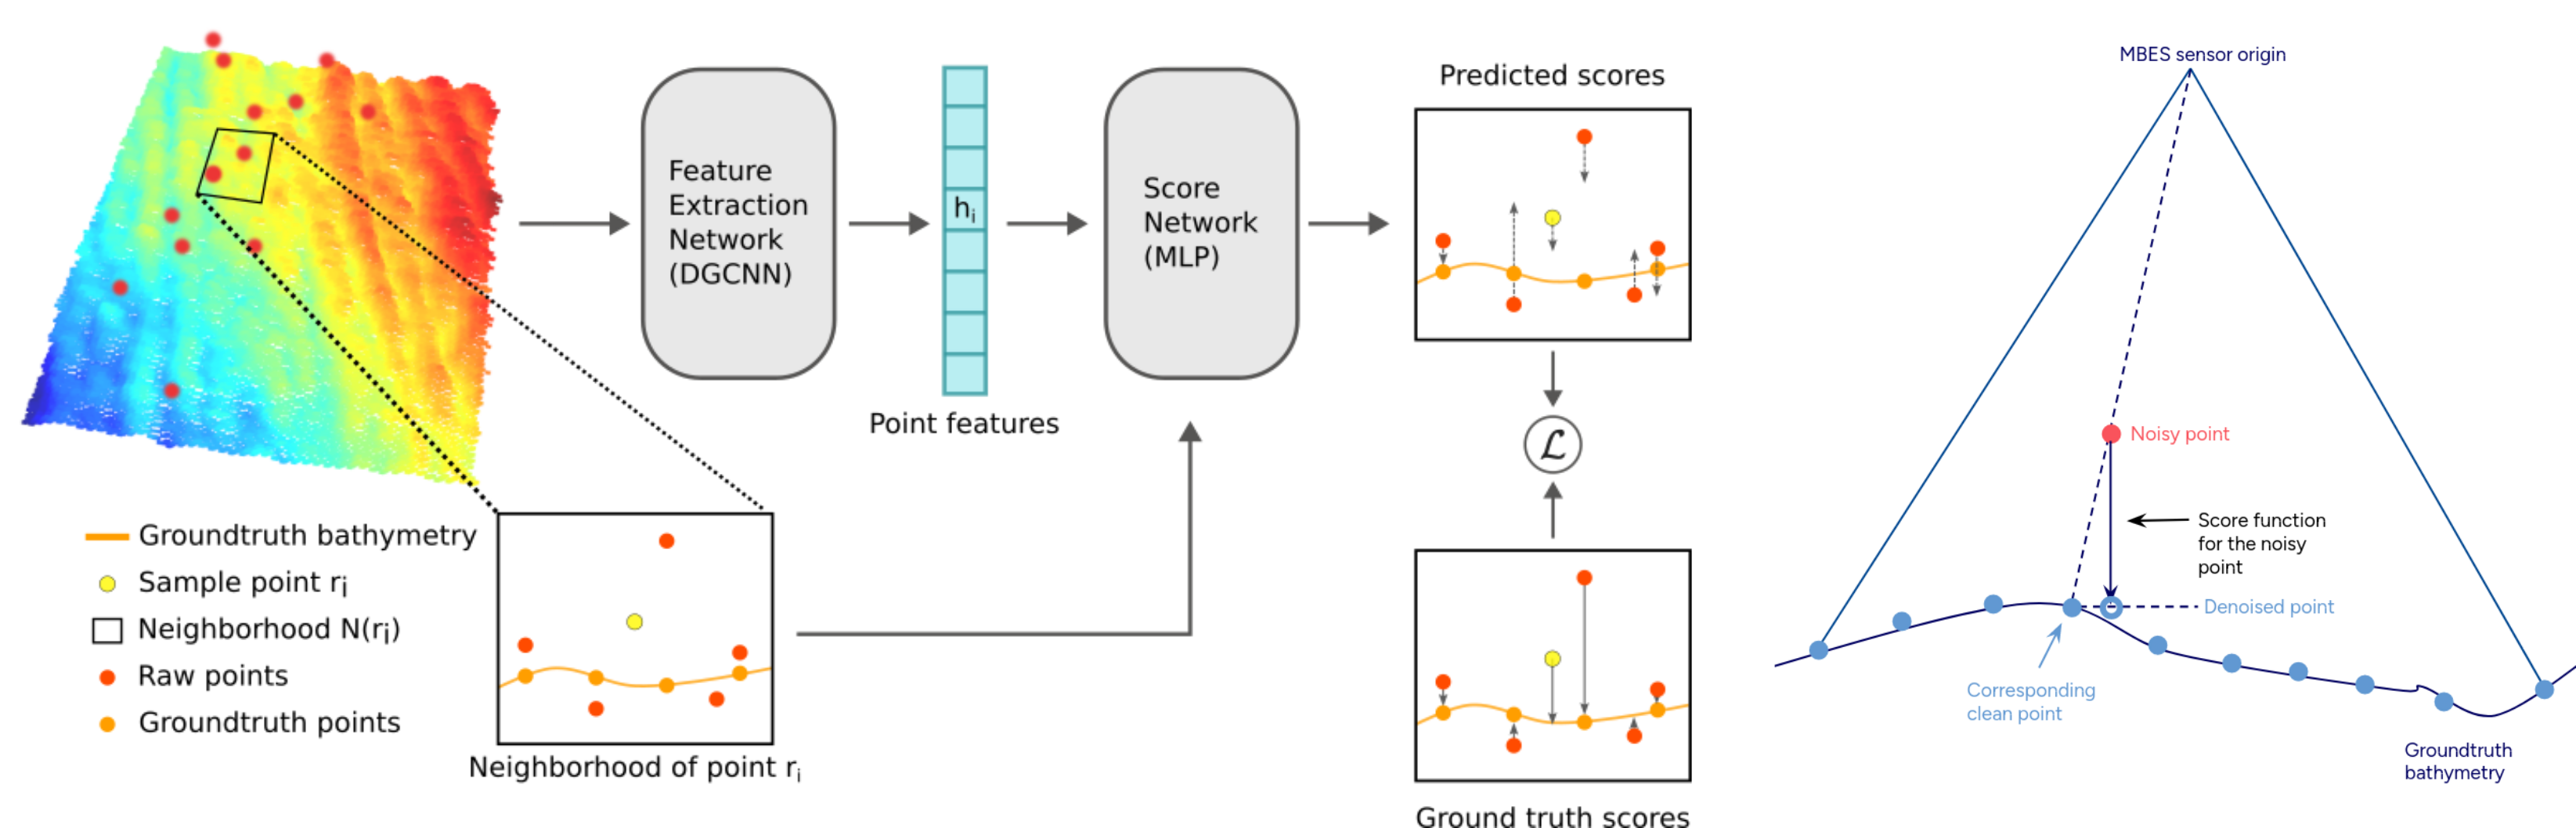 Feature
Extraction
Network
(DGCNN)
h_i
Point features
Score
Network
(MLP)
Predicted scores
ℒ
Ground truth scores
Groundtruth bathymetry
Sample point r_i
Neighborhood N(r_i)
Raw points
Groundtruth points
Neighborhood of point r_i
MBES sensor origin
Noisy point
Score function
for the noisy
point
Denoised point
Corresponding
clean point
Groundtruth
bathymetry